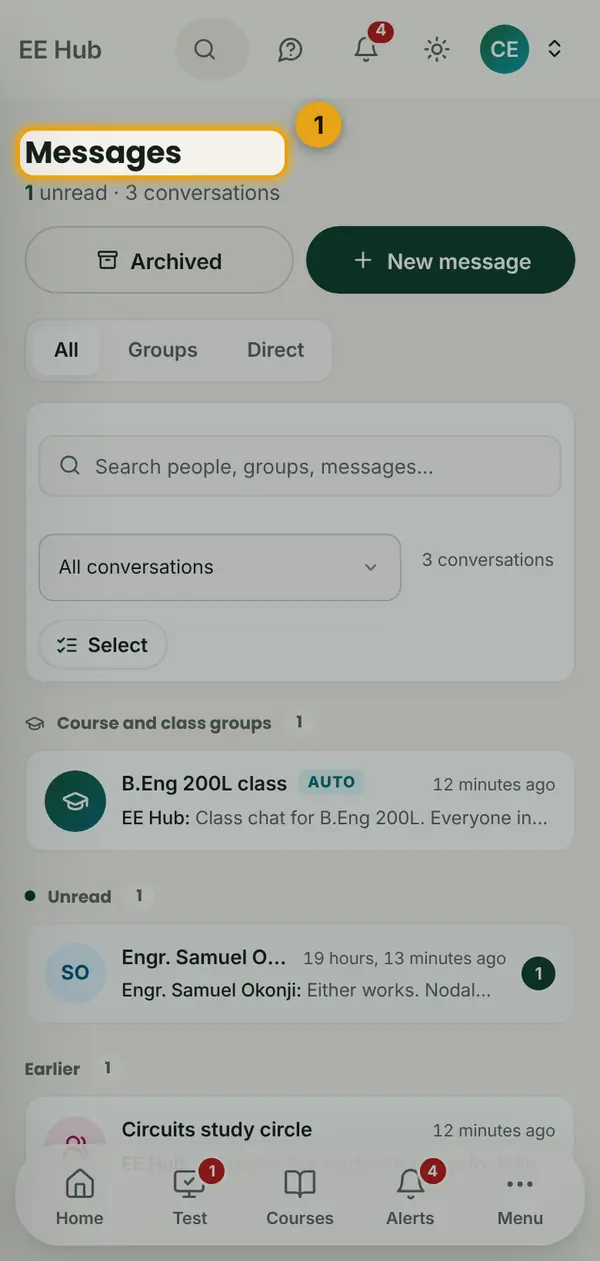 EE Hub
4
CE
Messages
1
1 unread · 3 conversations
Archived
New message
All
Groups
Direct
Search people, groups, messages...
All conversations
3 conversations
Select
Course and class groups 1
B.Eng 200L class AUTO 12 minutes ago
EE Hub: Class chat for B.Eng 200L. Everyone in...
Unread 1
SO
Engr. Samuel O... 19 hours, 13 minutes ago
Engr. Samuel Okonji: Either works. Nodal...
1
Earlier 1
Circuits study circle 12 minutes ago
EE Hub:
1
4
Home
Test
Courses
Alerts
Menu